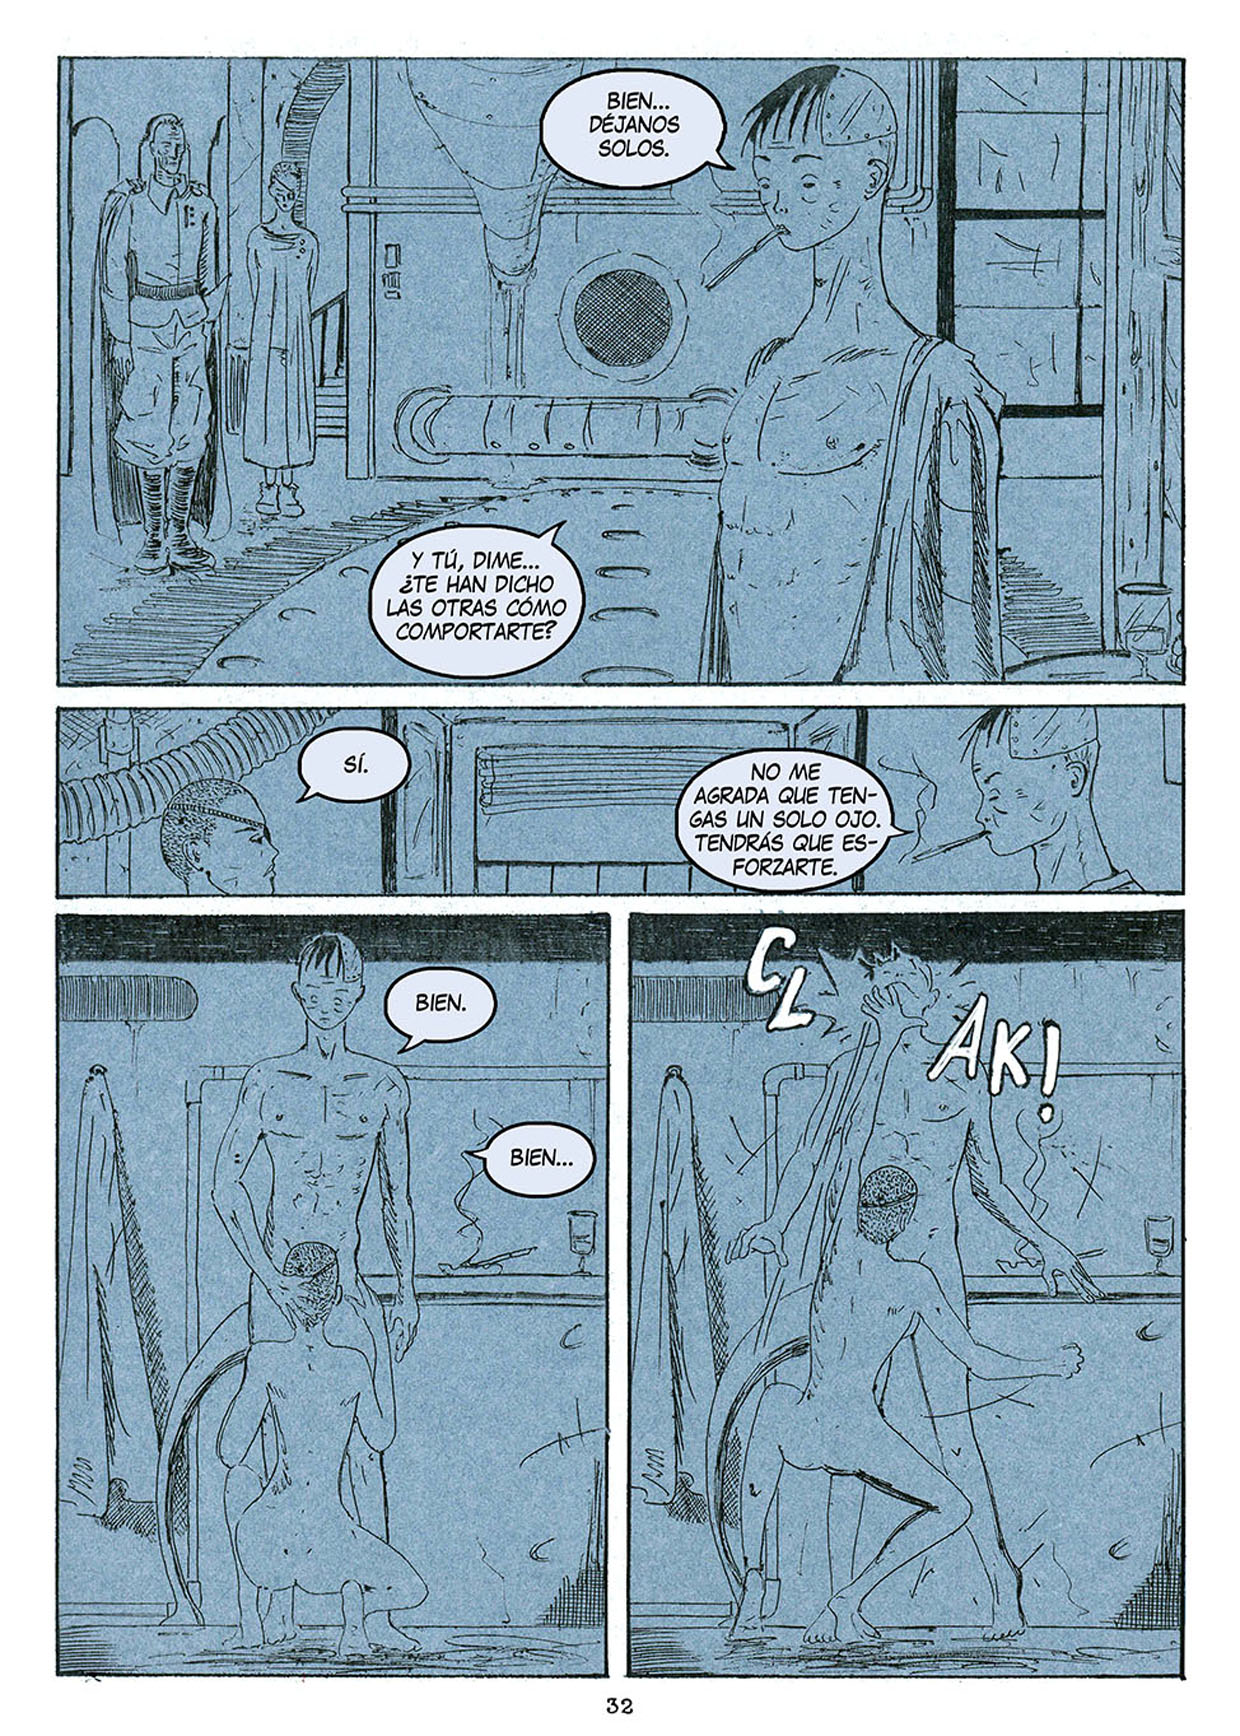 BIEN...
DÉJANOS
SOLOS.
Y TÚ, DIME...
¿TE HAN DICHO
LAS OTRAS CÓMO
COMPORTARTE?
SÍ.
NO ME
AGRADA QUE TEN-
GAS UN SOLO OJO.
TENDRÁS QUE ES-
FORZARTE.
BIEN.
BIEN...
CL
AK!
32